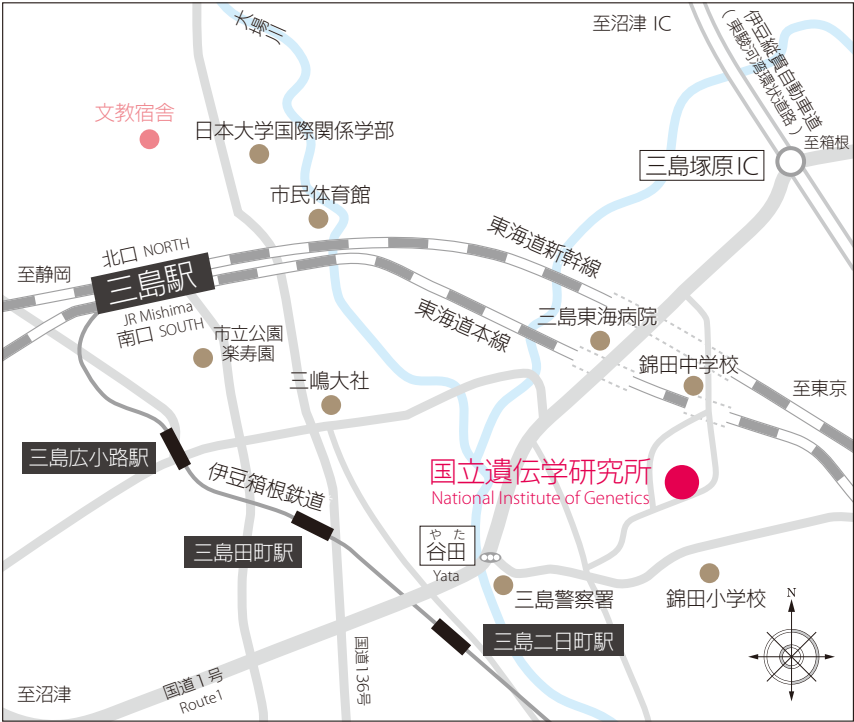 大場川
至沼津 IC
伊豆縦貫自動車道
(東駿河湾環状道路)
至箱根
文教宿舎
日本大学国際関係学部
三島塚原IC
市民体育館
北口 NORTH
東海道新幹線
至静岡
三島駅
JR Mishima
南口 SOUTH
東海道本線
三島東海病院
市立公園
楽寿園
錦田中学校
三嶋大社
至東京
三島広小路駅
国立遺伝学研究所
National Institute of Genetics
伊豆箱根鉄道
やた
谷田
Yata
三島田町駅
三島警察署
錦田小学校
N
三島二日町駅
国道136号
国道1号
Route1
至沼津